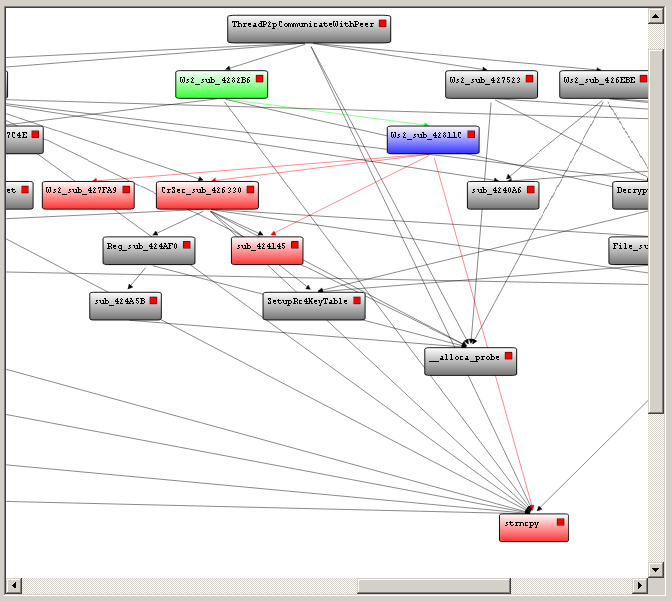 ThreadP2pCommunicateWithPeer
Ws2_sub_4282B6
Ws2_sub_427523
Ws2_sub_426EBE
7C4E
Ws2_sub_42811C
et
Ws2_sub_427FA9
CrSec_sub_426330
sub_4240A6
Decryp
Reg_sub_424AF0
sub_424145
File_su
sub_424A5B
SetupRc4KeyTable
__alloca_probe
strncpy